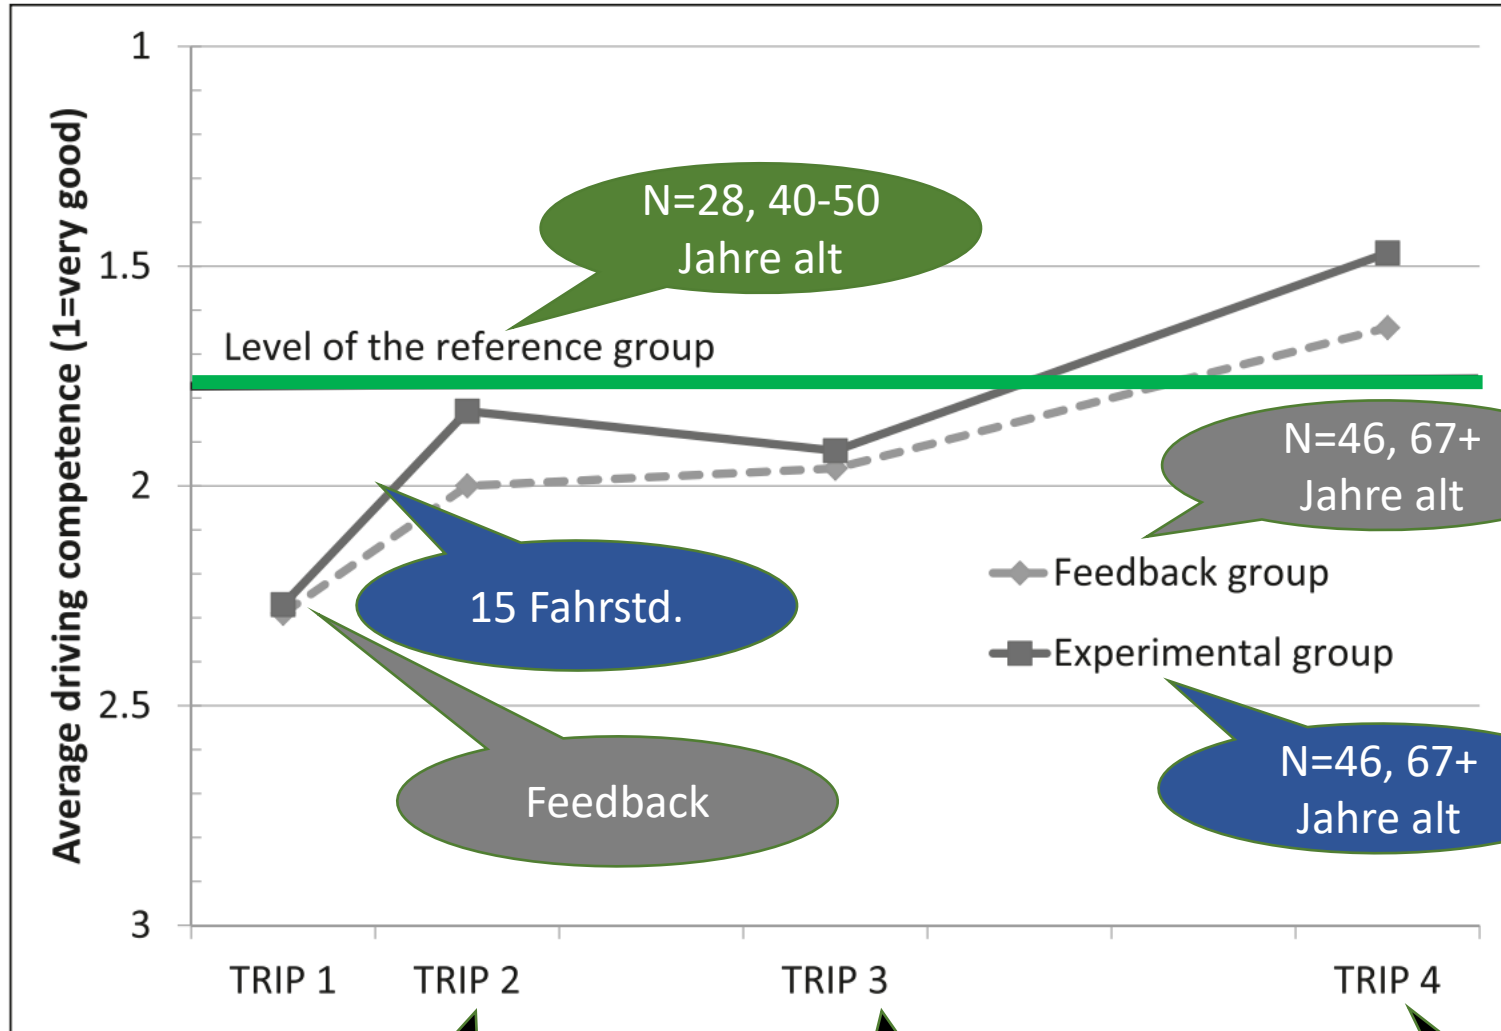 Average driving competence (1=very good)
1
1.5
2
2.5
3
N=28, 40-50
Jahre alt
Level of the reference group
N=46, 67+
Jahre alt
15 Fahrstd.
Feedback group
Experimental group
Feedback
N=46, 67+
Jahre alt
TRIP 1
TRIP 2
TRIP 3
TRIP 4